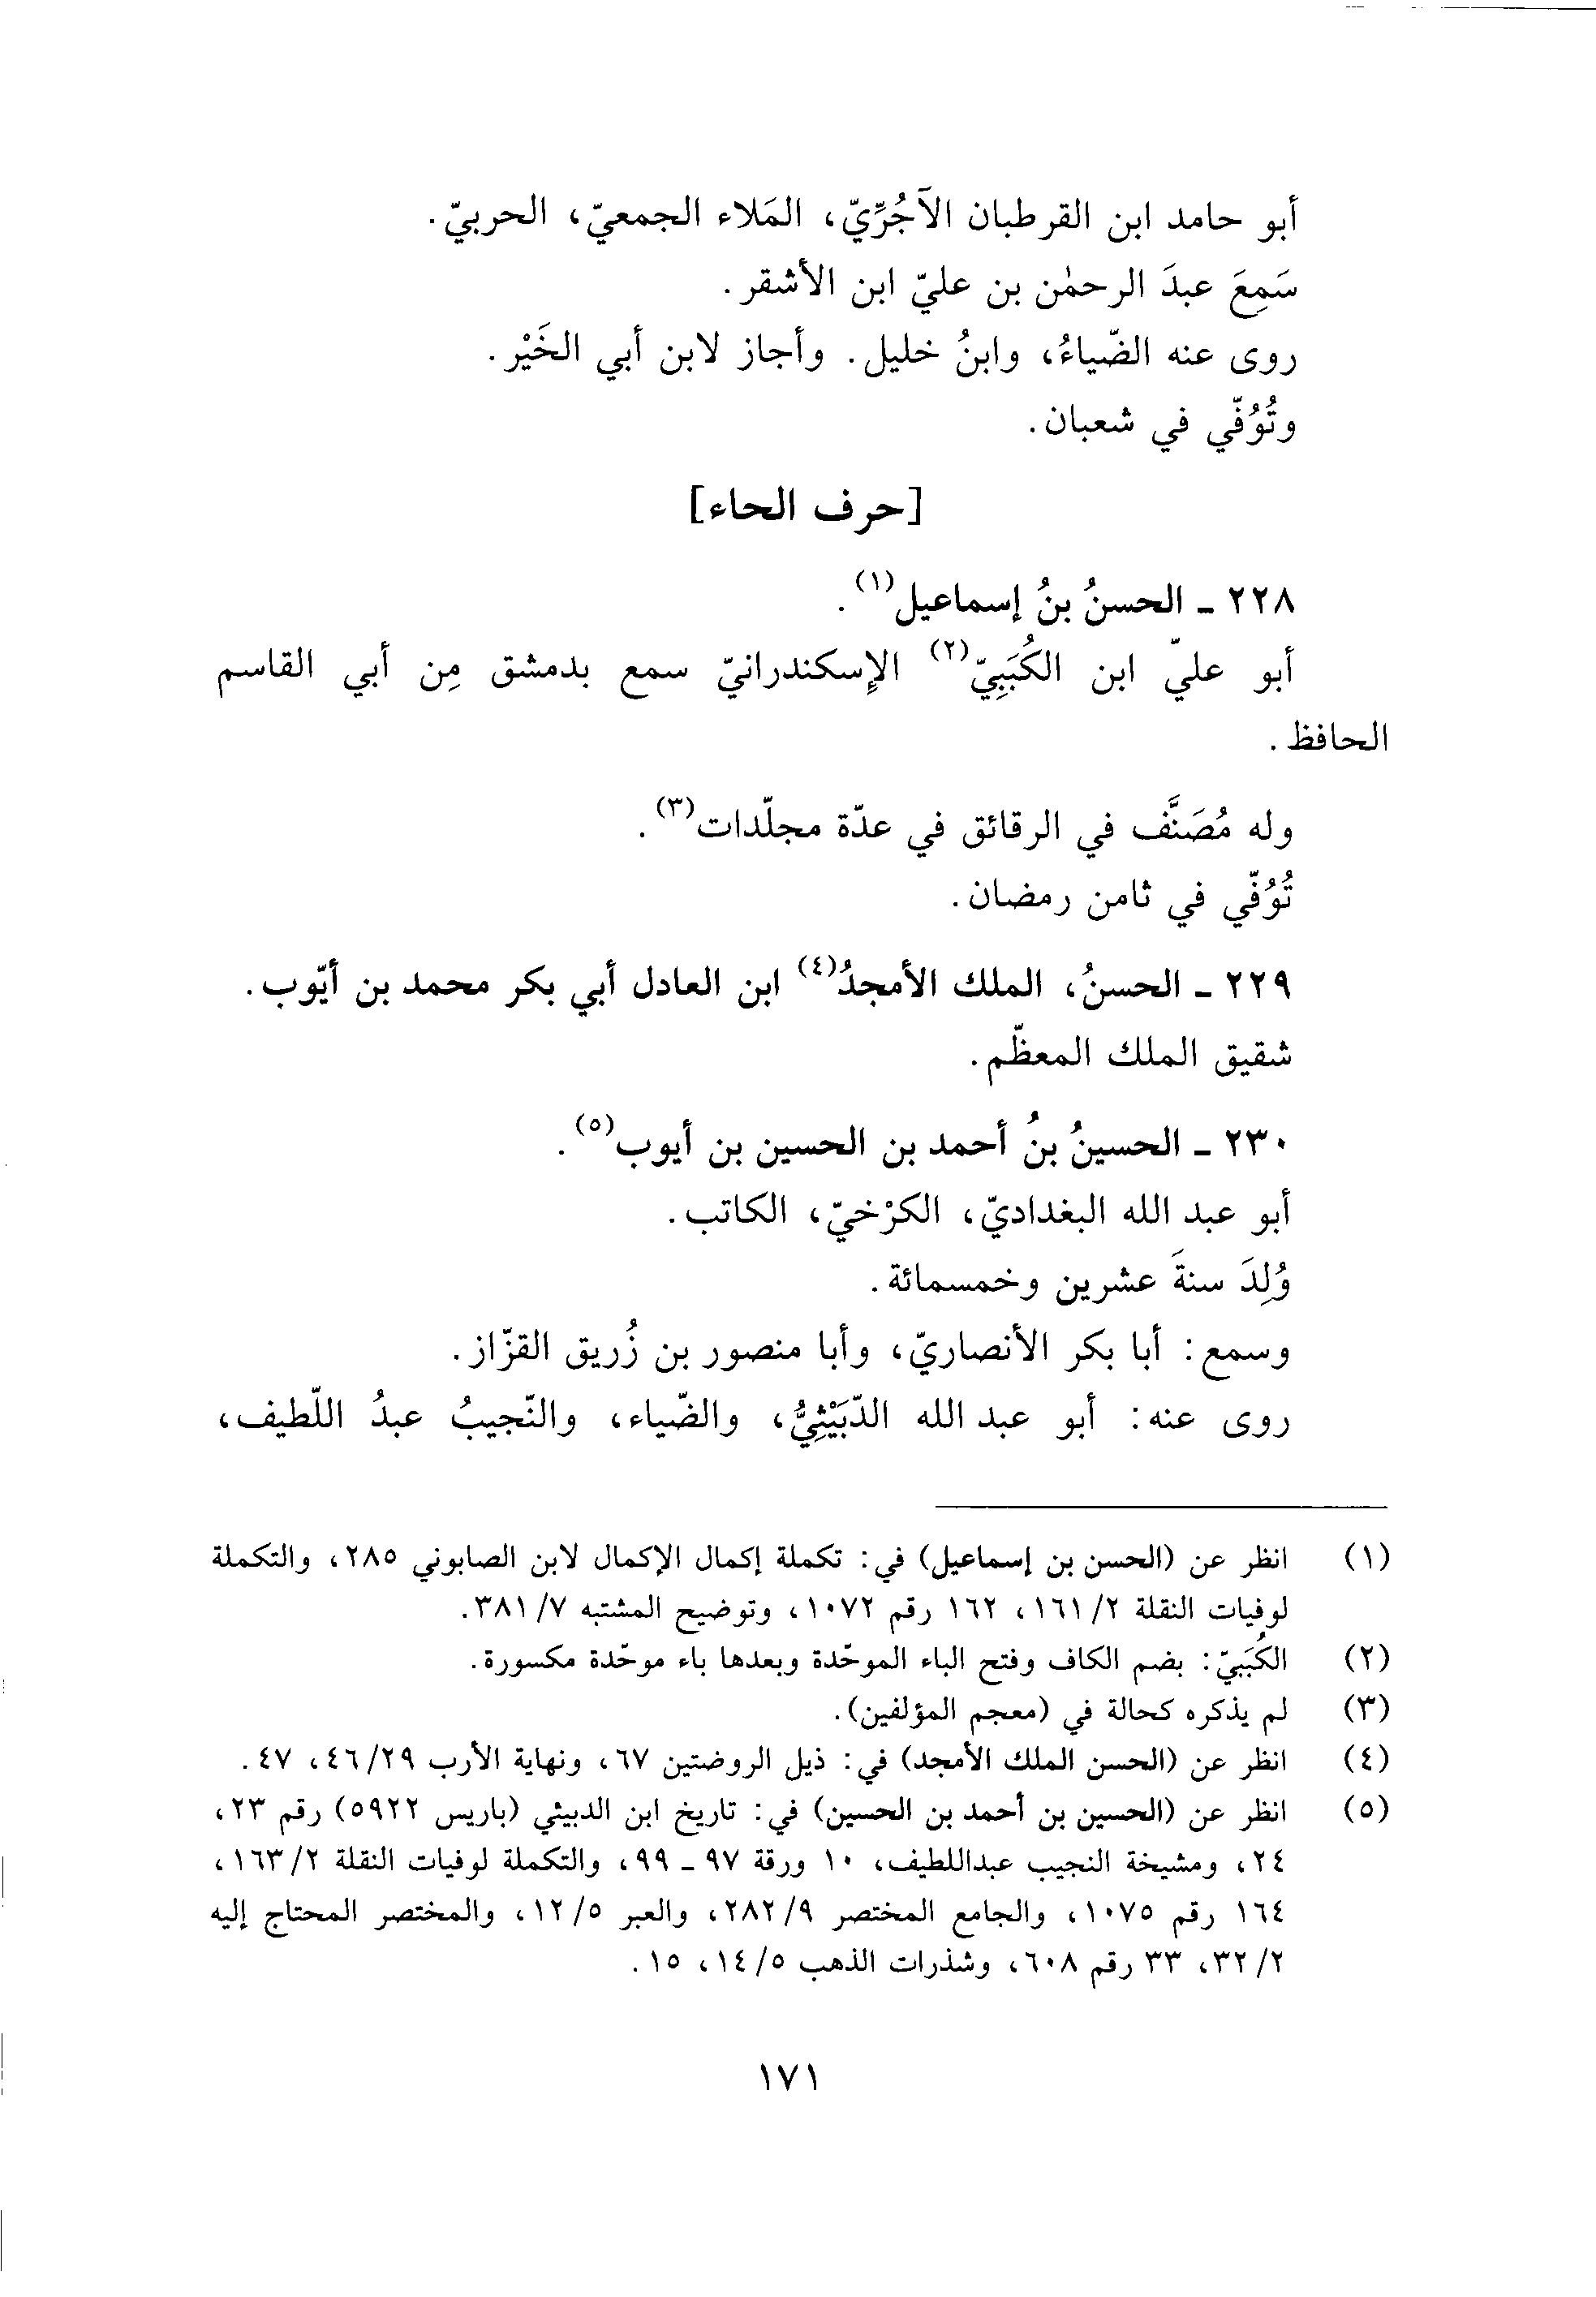 أبو حامد ابن القرطبان الآجُرِّيّ، المَلاء الجمعيّ، الحربيّ.
سَمِعَ عبدَ الرحمٰن بن عليّ ابن الأشقر.
روى عنه الضّياءُ، وابنُ خليل. وأجاز لابن أبي الخَيْر.
وتُوُفّي في شعبان.
[حرف الحاء]
٢٢٨ ـ الحسنُ بنُ إسماعيل(١).
أبو عليّ ابن الكُبَبِيّ(٢) الإسكندرانيّ سمع بدمشق مِن أبي القاسم
الحافظ.
وله مُصَنَّف في الرقائق في عدّة مجلّدات(٣).
تُوُفّي في ثامن رمضان.
٢٢٩ ـ الحسنُ، الملك الأمجدُ(٤) ابن العادل أبي بكر محمد بن أيّوب.
شقيق الملك المعظّم.
٢٣٠ ـ الحسينُ بنُ أحمد بن الحسين بن أيوب(٥).
أبو عبد الله البغداديّ، الكرْخيّ، الكاتب.
وُلِدَ سنةَ عشرين وخمسمائة.
وسمع: أبا بكر الأنصاريّ، وأبا منصور بن زُريق القزّاز.
روى عنه: أبو عبد الله الدّبَيْثِيُّ، والضّياء، والنّجيبُ عبدُ اللّطيف،
(١) انظر عن (الحسن بن إسماعيل) في: تكملة إكمال الإكمال لابن الصابوني ٢٨٥، والتكملة
لوفيات النقلة ٢/ ١٦١، ١٦٢ رقم ١٠٧٢، وتوضيح المشتبه ٧/ ٣٨١.
(٢) الكُبَبيّ: بضم الكاف وفتح الباء الموحّدة وبعدها باء موحّدة مكسورة.
(٣) لم يذكره كحالة في (معجم المؤلفين).
(٤) انظر عن (الحسن الملك الأمجد) في: ذيل الروضتين ٦٧، ونهاية الأرب ٢٩/ ٤٦، ٤٧.
(٥) انظر عن (الحسين بن أحمد بن الحسين) في: تاريخ ابن الدبيثي (باريس ٥٩٢٢) رقم ٢٣،
٢٤، ومشيخة النجيب عبداللطيف، ١٠ ورقة ٩٧ ـ ٩٩، والتكملة لوفيات النقلة ٢/ ١٦٣،
١٦٤ رقم ١٠٧٥، والجامع المختصر ٩/ ٢٨٢، والعبر ٥/ ١٢، والمختصر المحتاج إليه
٢/ ٣٢، ٣٣ رقم ٦٠٨، وشذرات الذهب ٥/ ١٤، ١٥.
١٧١